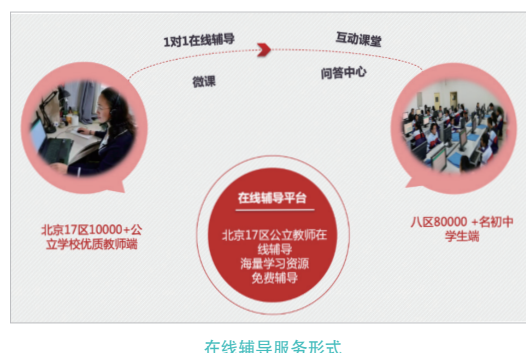 1对1在线辅导
互动课堂
微课
问答中心
北京17区10000+公
立学校优质教师端
在线辅导平台
北京17区公立教师在
线辅导
海量学习资源
免费辅导
八区80000 +名初中
学生端
在线辅导服务形式